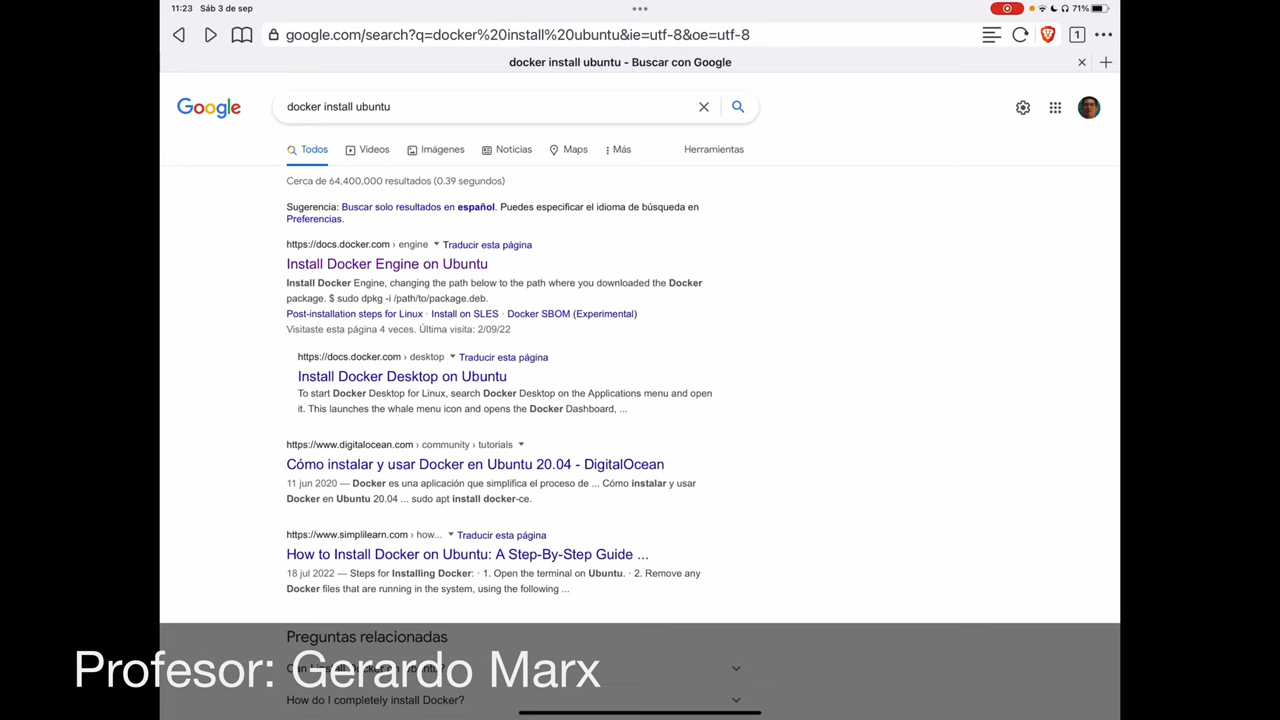 11:23 Sáb 3 de sep
71%
google.com/search?q=docker%20install%20ubuntu&ie=utf-8&oe=utf-8
1
docker install ubuntu - Buscar con Google
Google
docker install ubuntu
Todos Videos Imágenes Noticias Maps Más Herramientas
Cerca de 64,400,000 resultados (0.39 segundos)
Sugerencia: Buscar solo resultados en español. Puedes especificar el idioma de búsqueda en
Preferencias.
https://docs.docker.com › engine Traducir esta página
Install Docker Engine on Ubuntu
Install Docker Engine, changing the path below to the path where you downloaded the Docker
package. $ sudo dpkg -i /path/to/package.deb.
Post-installation steps for Linux · Install on SLES · Docker SBOM (Experimental)
Visitaste esta página 4 veces. Última visita: 2/09/22
https://docs.docker.com › desktop Traducir esta página
Install Docker Desktop on Ubuntu
To start Docker Desktop for Linux, search Docker Desktop on the Applications menu and open
it. This launches the whale menu icon and opens the Docker Dashboard, ...
https://www.digitalocean.com › community › tutorials
Cómo instalar y usar Docker en Ubuntu 20.04 - DigitalOcean
11 jun 2020 — Docker es una aplicación que simplifica el proceso de ... Cómo instalar y usar
Docker en Ubuntu 20.04 ... sudo apt install docker-ce.
https://www.simplilearn.com › how... Traducir esta página
How to Install Docker on Ubuntu: A Step-By-Step Guide ...
18 jul 2022 — Steps for Installing Docker: · 1. Open the terminal on Ubuntu. · 2. Remove any
Docker files that are running in the system, using the following ...
Preguntas relacionadas
Profesor: Gerardo Marx
How do I completely install Docker?